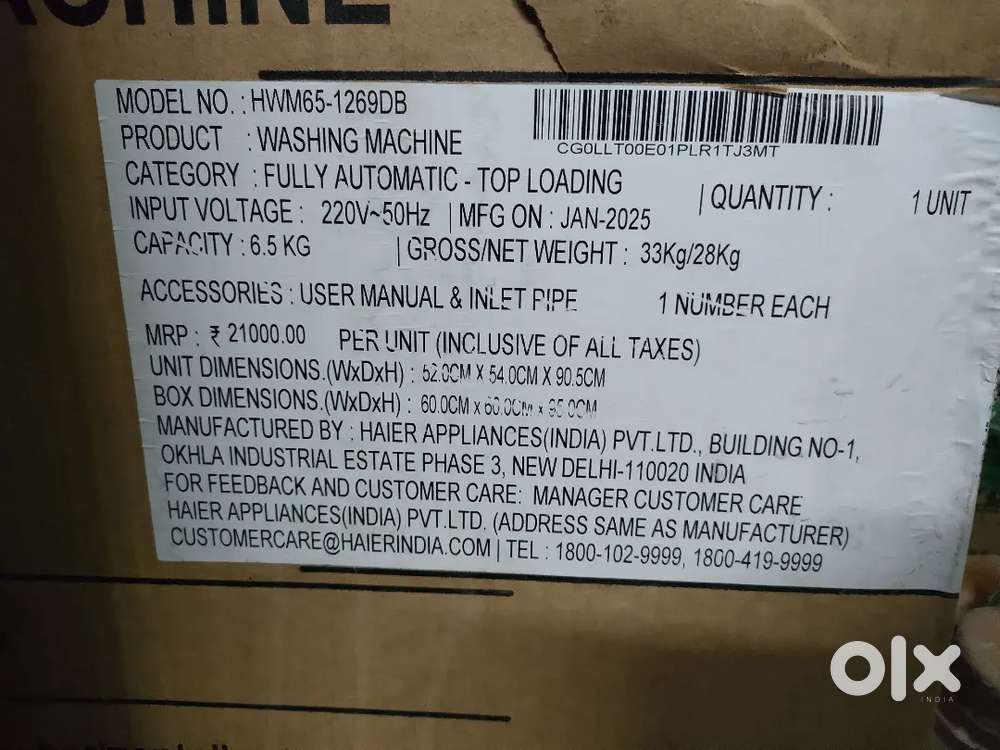 MODEL NO. : HWM65-1269DB
CG0LLT00E01PLR1TJ3MT
PRODUCT : WASHING MACHINE
CATEGORY : FULLY AUTOMATIC - TOP LOADING | QUANTITY : 1 UNIT
INPUT VOLTAGE : 220V~50Hz | MFG ON : JAN-2025
CAPACITY : 6.5 KG | GROSS/NET WEIGHT : 33Kg/28Kg
ACCESSORIES : USER MANUAL & INLET PIPE 1 NUMBER EACH
MRP : ₹ 21000.00 PER UNIT (INCLUSIVE OF ALL TAXES)
UNIT DIMENSIONS.(WxDxH) : 52.0CM X 54.0CM X 90.5CM
BOX DIMENSIONS.(WxDxH) : 60.0CM x 60.0CM x 95.0CM
MANUFACTURED BY : HAIER APPLIANCES(INDIA) PVT.LTD., BUILDING NO-1,
OKHLA INDUSTRIAL ESTATE PHASE 3, NEW DELHI-110020 INDIA
FOR FEEDBACK AND CUSTOMER CARE: MANAGER CUSTOMER CARE
HAIER APPLIANCES(INDIA) PVT.LTD. (ADDRESS SAME AS MANUFACTURER)
CUSTOMERCARE@HAIERINDIA.COM | TEL : 1800-102-9999, 1800-419-9999
olx
INDIA